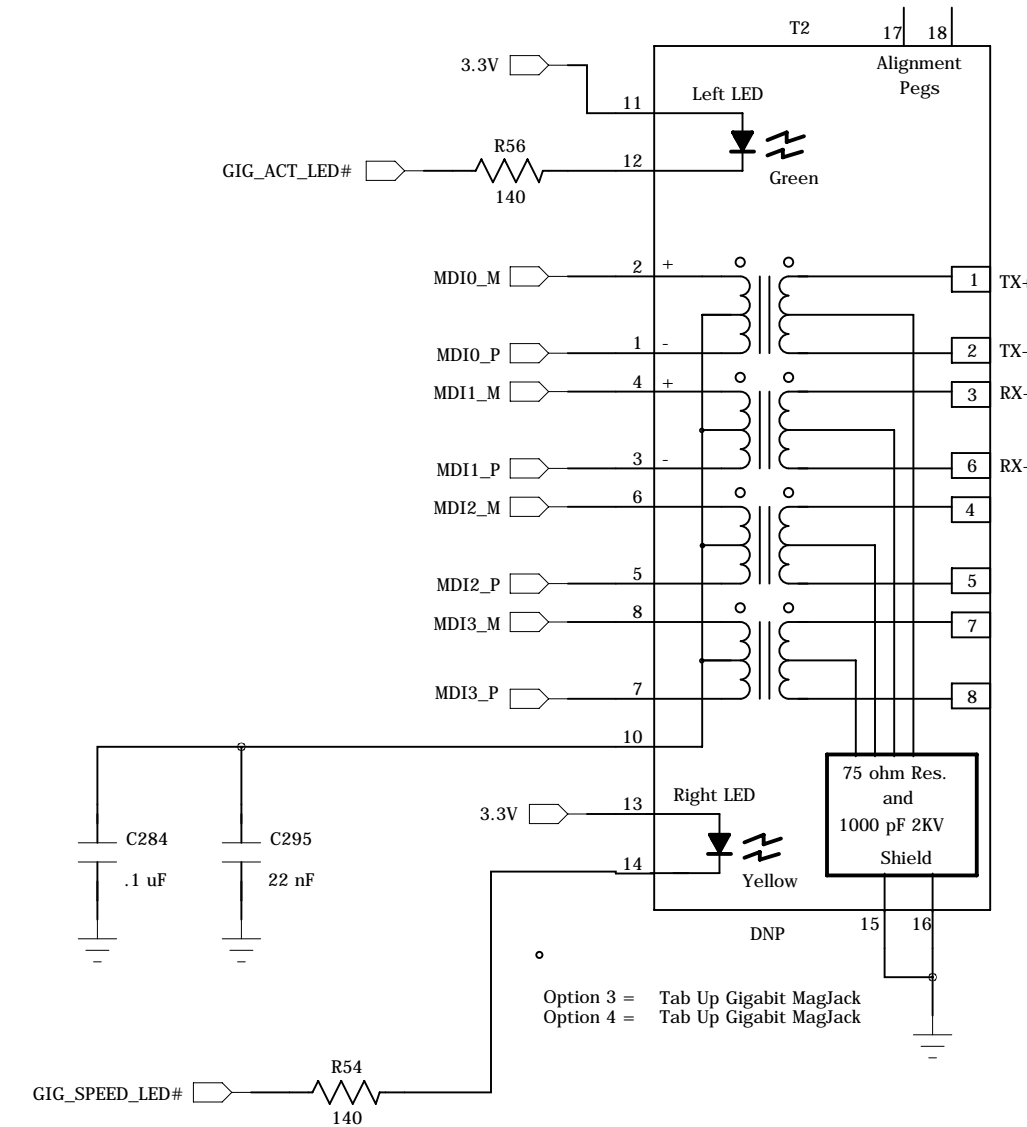 T2
17 18
3.3V
Alignment
Pegs
Left LED
11
R56
GIG_ACT_LED#
12
140
Green
MDI0_M 2 + 1 TX+
MDI0_P 1 - 2 TX-
MDI1_M 4 + 3 RX-
MDI1_P 3 - 6 RX-
MDI2_M 6 4
MDI2_P 5 5
MDI3_M 8 7
MDI3_P 7 8
10
75 ohm Res.
and
1000 pF 2KV
Shield
3.3V
13
Right LED
14
Yellow
C284
.1 uF
C295
22 nF
DNP
15 16
Option 3 = Tab Up Gigabit MagJack
Option 4 = Tab Up Gigabit MagJack
R54
GIG_SPEED_LED#
140